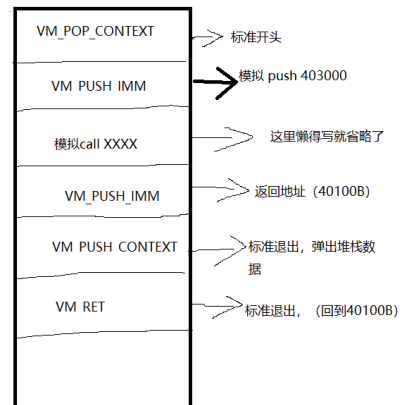 VM_POP_CONTEXT
标准开头
VM PUSH IMM
模拟 push 403000
模拟call XXXX
这里懒得写就省略了
VM_PUSH_IMM
返回地址（40100B）
VM PUSH CONTEXT
标准退出，弹出堆栈数
据
VM RET
标准退出，（回到40100B）